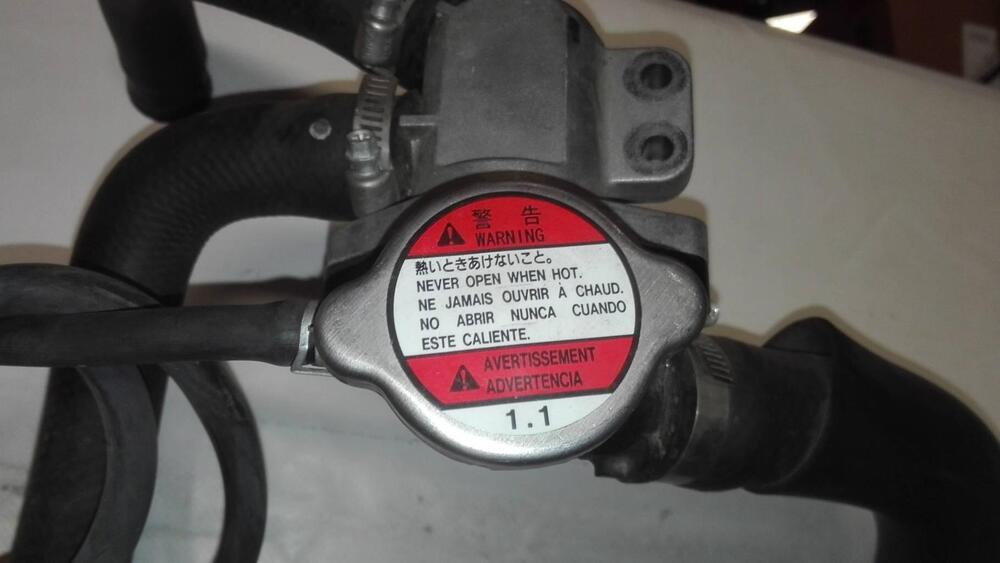 警 告
WARNING
熱いときあけないこと。
NEVER OPEN WHEN HOT.
NE JAMAIS OUVRIR À CHAUD.
NO ABRIR NUNCA CUANDO
ESTE CALIENTE.
AVERTISSEMENT
ADVERTENCIA
1.1